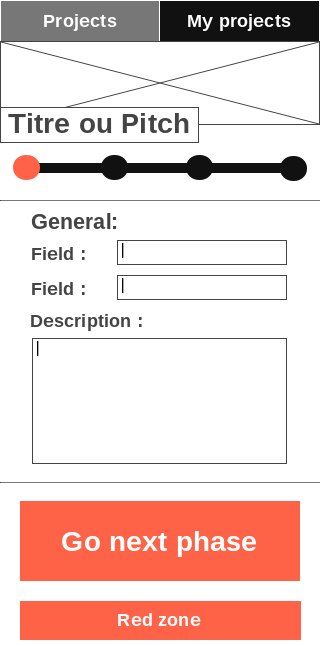 Projects
My projects
Titre ou Pitch
General:
Field :
Field :
Description :
Go next phase
Red zone